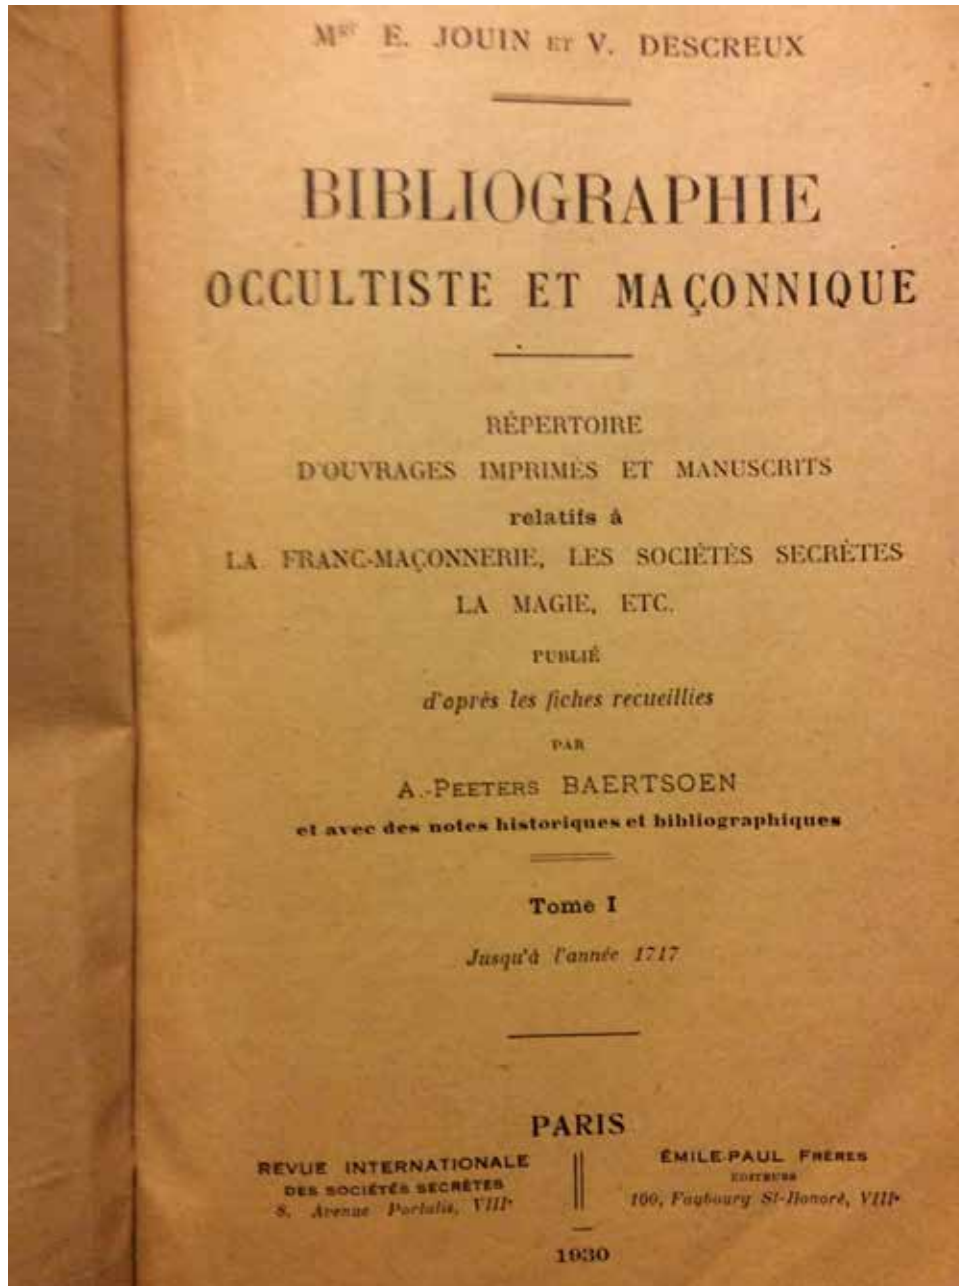 Mgr E. JOUIN ET V. DESCREUX
BIBLIOGRAPHIE
OCCULTISTE ET MAÇONNIQUE
RÉPERTOIRE
D'OUVRAGES IMPRIMÉS ET MANUSCRITS
relatifs à
LA FRANC-MAÇONNERIE, LES SOCIÉTÉS SECRÈTES
LA MAGIE, ETC.
PUBLIÉ
d'après les fiches recueillies
PAR
A.-PEETERS BAERTSOEN
et avec des notes historiques et bibliographiques
Tome I
Jusqu'à l'année 1717
PARIS
REVUE INTERNATIONALE
DES SOCIÉTÉS SECRÈTES
8, Avenue Portalis, VIIIe
ÉMILE-PAUL FRÈRES
EDITEURS
100, Faubourg St-Honoré, VIIIe
1930